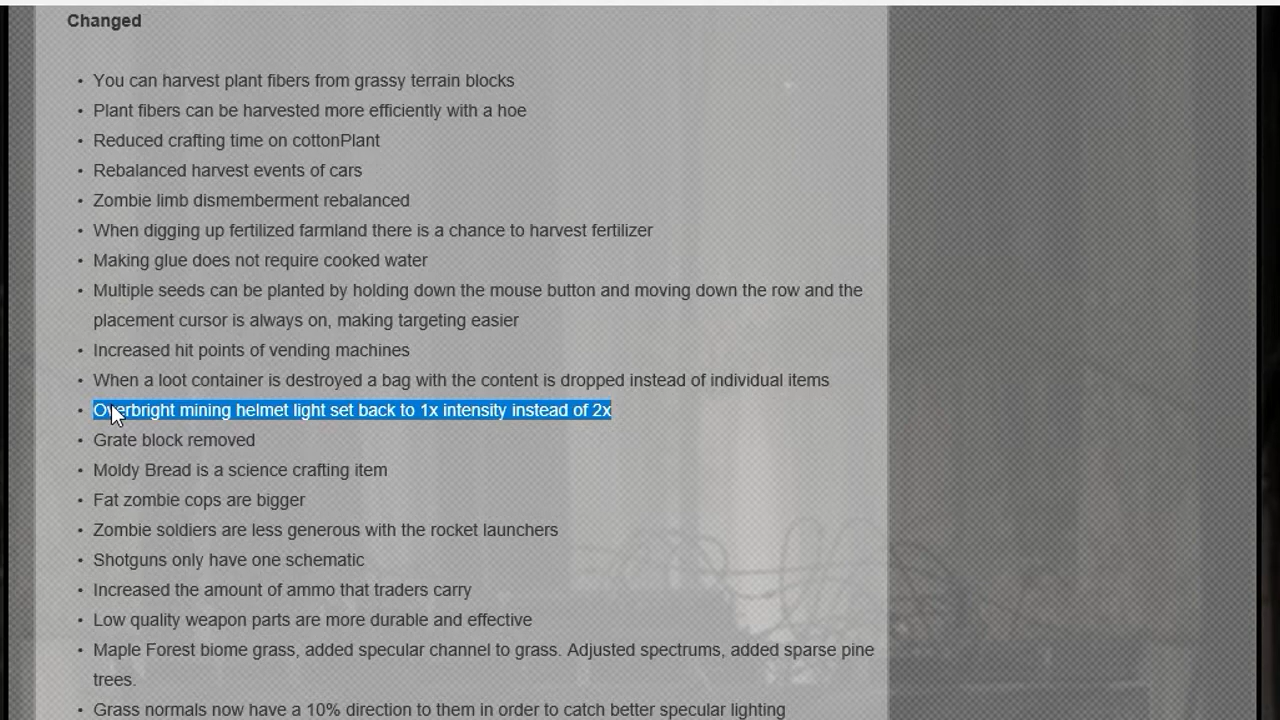 Changed
• You can harvest plant fibers from grassy terrain blocks
• Plant fibers can be harvested more efficiently with a hoe
• Reduced crafting time on cottonPlant
• Rebalanced harvest events of cars
• Zombie limb dismemberment rebalanced
• When digging up fertilized farmland there is a chance to harvest fertilizer
• Making glue does not require cooked water
• Multiple seeds can be planted by holding down the mouse button and moving down the row and the
placement cursor is always on, making targeting easier
• Increased hit points of vending machines
• When a loot container is destroyed a bag with the content is dropped instead of individual items
• Overbright mining helmet light set back to 1x intensity instead of 2x
• Grate block removed
• Moldy Bread is a science crafting item
• Fat zombie cops are bigger
• Zombie soldiers are less generous with the rocket launchers
• Shotguns only have one schematic
• Increased the amount of ammo that traders carry
• Low quality weapon parts are more durable and effective
• Maple Forest biome grass, added specular channel to grass. Adjusted spectrums, added sparse pine
trees.
• Grass normals now have a 10% direction to them in order to catch better specular lighting